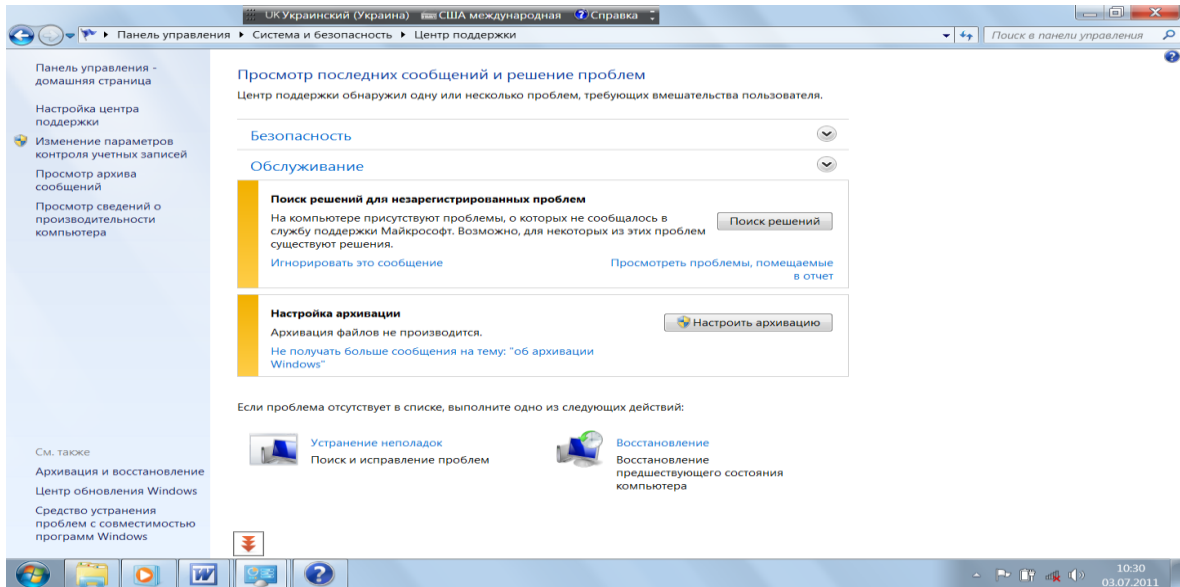 UK Украинский (Украина) США международная Справка
Панель управления Система и безопасность Центр поддержки
Поиск в панели управления
Панель управления -
домашняя страница
Настройка центра
поддержки
Изменение параметров
контроля учетных записей
Просмотр архива
сообщений
Просмотр сведений о
производительности
компьютера
Просмотр последних сообщений и решение проблем
Центр поддержки обнаружил одну или несколько проблем, требующих вмешательства пользователя.
Безопасность
Обслуживание
Поиск решений для незарегистрированных проблем
На компьютере присутствуют проблемы, о которых не сообщалось в
службу поддержки Майкрософт. Возможно, для некоторых из этих проблем
существуют решения.
Поиск решений
Игнорировать это сообщение
Просмотреть проблемы, помещаемые
в отчет
Настройка архивации
Архивация файлов не производится.
Настроить архивацию
Не получать больше сообщения на тему: "об архивации
Windows"
Если проблема отсутствует в списке, выполните одно из следующих действий:
Устранение неполадок
Поиск и исправление проблем
Восстановление
Восстановление
предшествующего состояния
компьютера
См. также
Архивация и восстановление
Центр обновления Windows
Средство устранения
проблем с совместимостью
программ Windows
10:30
03.07.2011